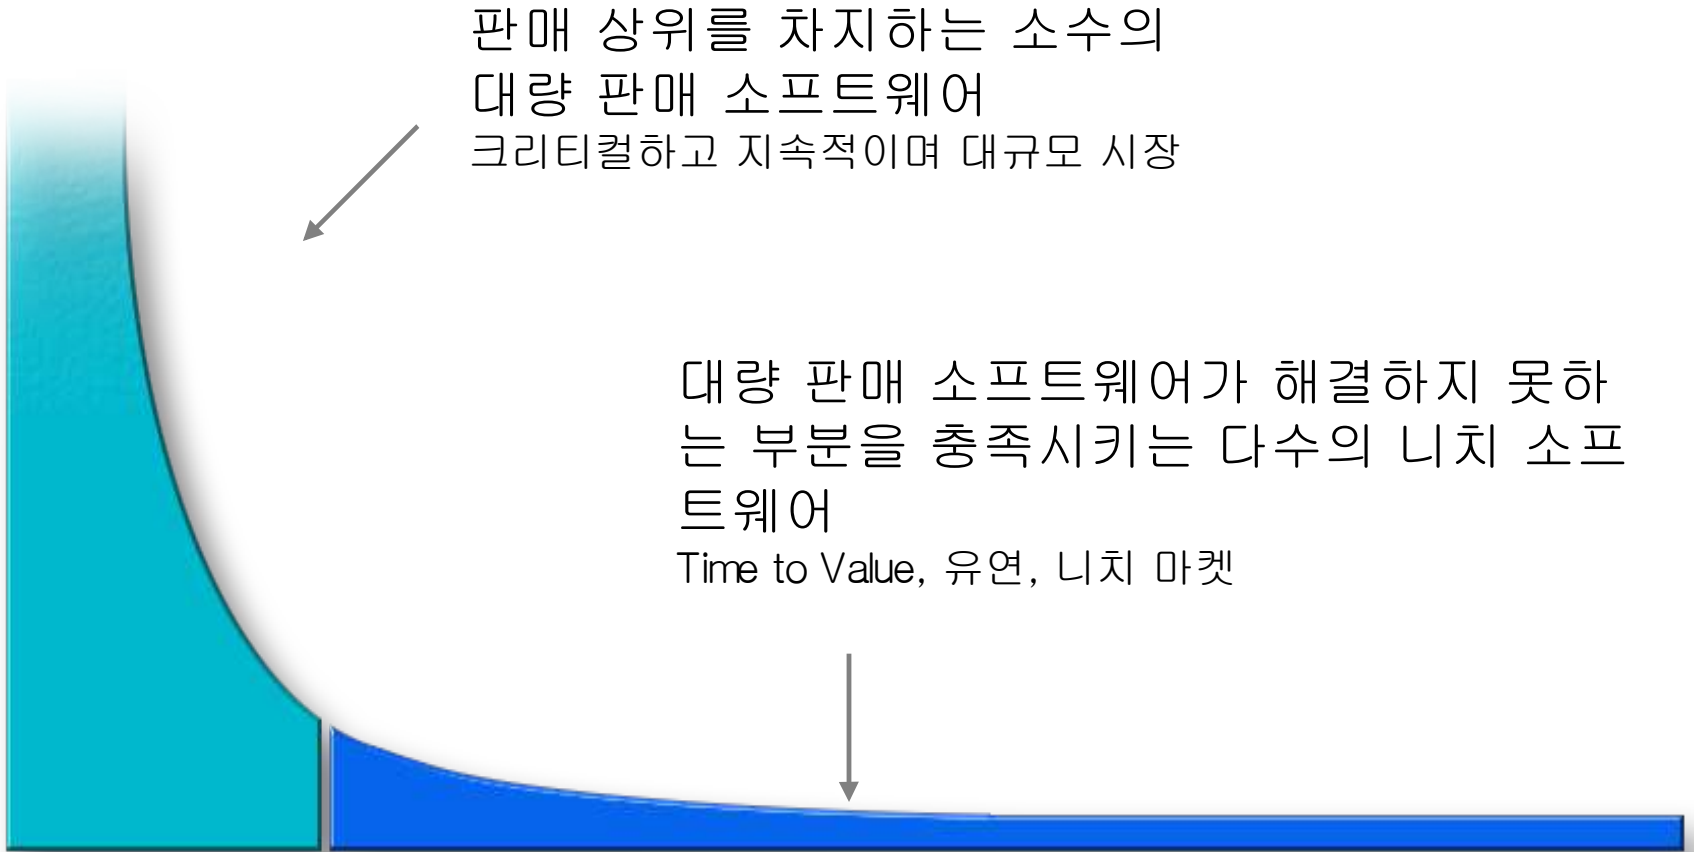 판매 상위를 차지하는 소수의
대량 판매 소프트웨어
크리티컬하고 지속적이며 대규모 시장
대량 판매 소프트웨어가 해결하지 못하
는 부분을 충족시키는 다수의 니치 소프
트웨어
Time to Value, 유연, 니치 마켓